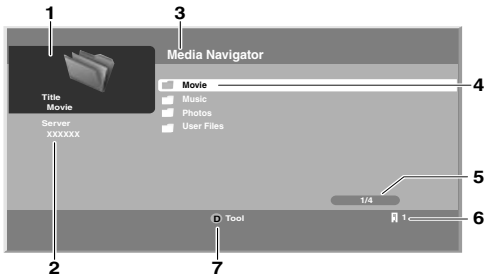 1
3
Media Navigator
Movie
4
Title
Movie
Music
Photos
User Files
Server
XXXXXX
5
1/4
D Tool
1
6
2
7